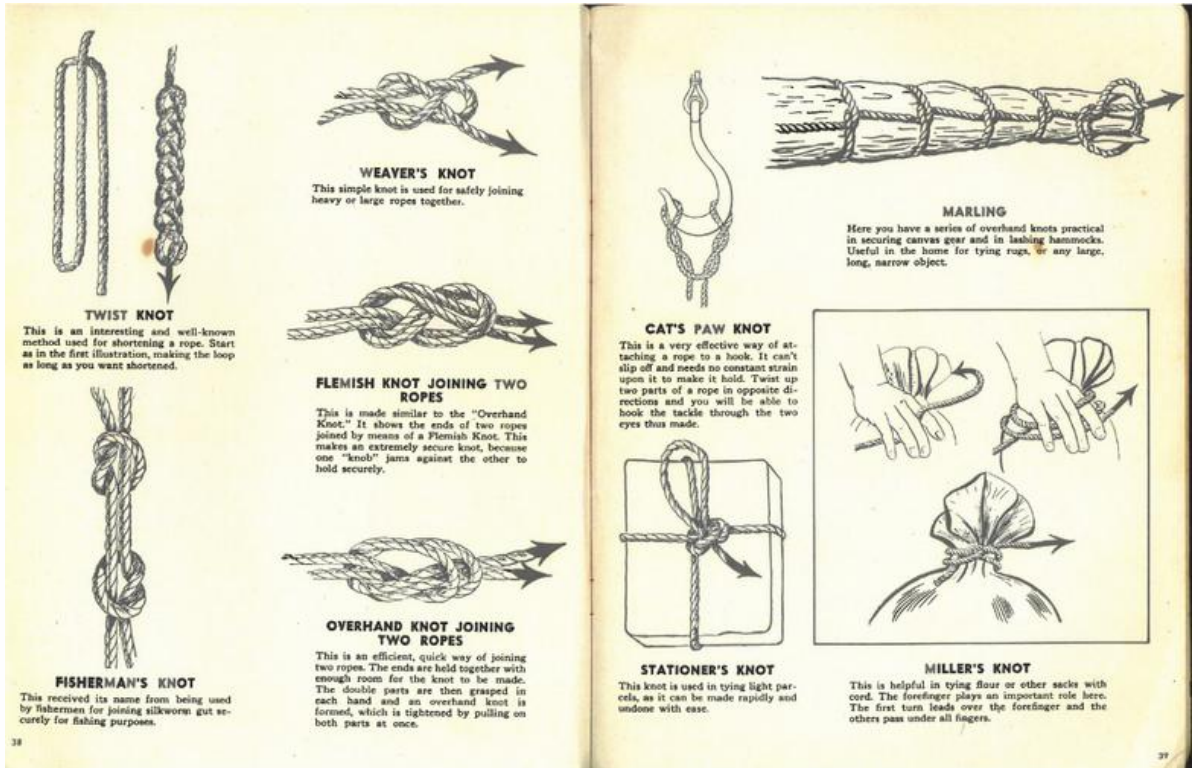 TWIST KNOT
This is an interesting and well-known
method used for shortening a rope. Start
as in the first illustration, making the loop
as long as you want shortened.
FISHERMAN'S KNOT
This received its name from being used
by fishermen for joining silkworm gut se-
curely for fishing purposes.
38
WEAVER'S KNOT
This simple knot is used for safely joining
heavy or large ropes together.
FLEMISH KNOT JOINING TWO
ROPES
This is made similar to the "Overhand
Knot." It shows the ends of two ropes
joined by means of a Flemish Knot. This
makes an extremely secure knot, because
one "knob" jams against the other to
hold securely.
OVERHAND KNOT JOINING
TWO ROPES
This is an efficient, quick way of joining
two ropes. The ends are held together with
enough room for the knot to be made.
The double parts are then grasped in
each hand and an overhand knot is
formed, which is tightened by pulling on
both parts at once.
CAT'S PAW KNOT
This is a very effective way of at-
taching a rope to a hook. It can't
slip off and needs no constant strain
upon it to make it hold. Twist up
two parts of a rope in opposite di-
rections and you will be able to
hook the tackle through the two
eyes thus made.
STATIONER'S KNOT
This knot is used in tying light par-
cels, as it can be made rapidly and
undone with ease.
MARLING
Here you have a series of overhand knots practical
in securing canvas gear and in lashing hammocks.
Useful in the home for tying rugs, or any large,
long, narrow object.
MILLER'S KNOT
This is helpful in tying flour or other sacks with
cord. The forefinger plays an important role here.
The first turn leads over the forefinger and the
others pass under all fingers.
39